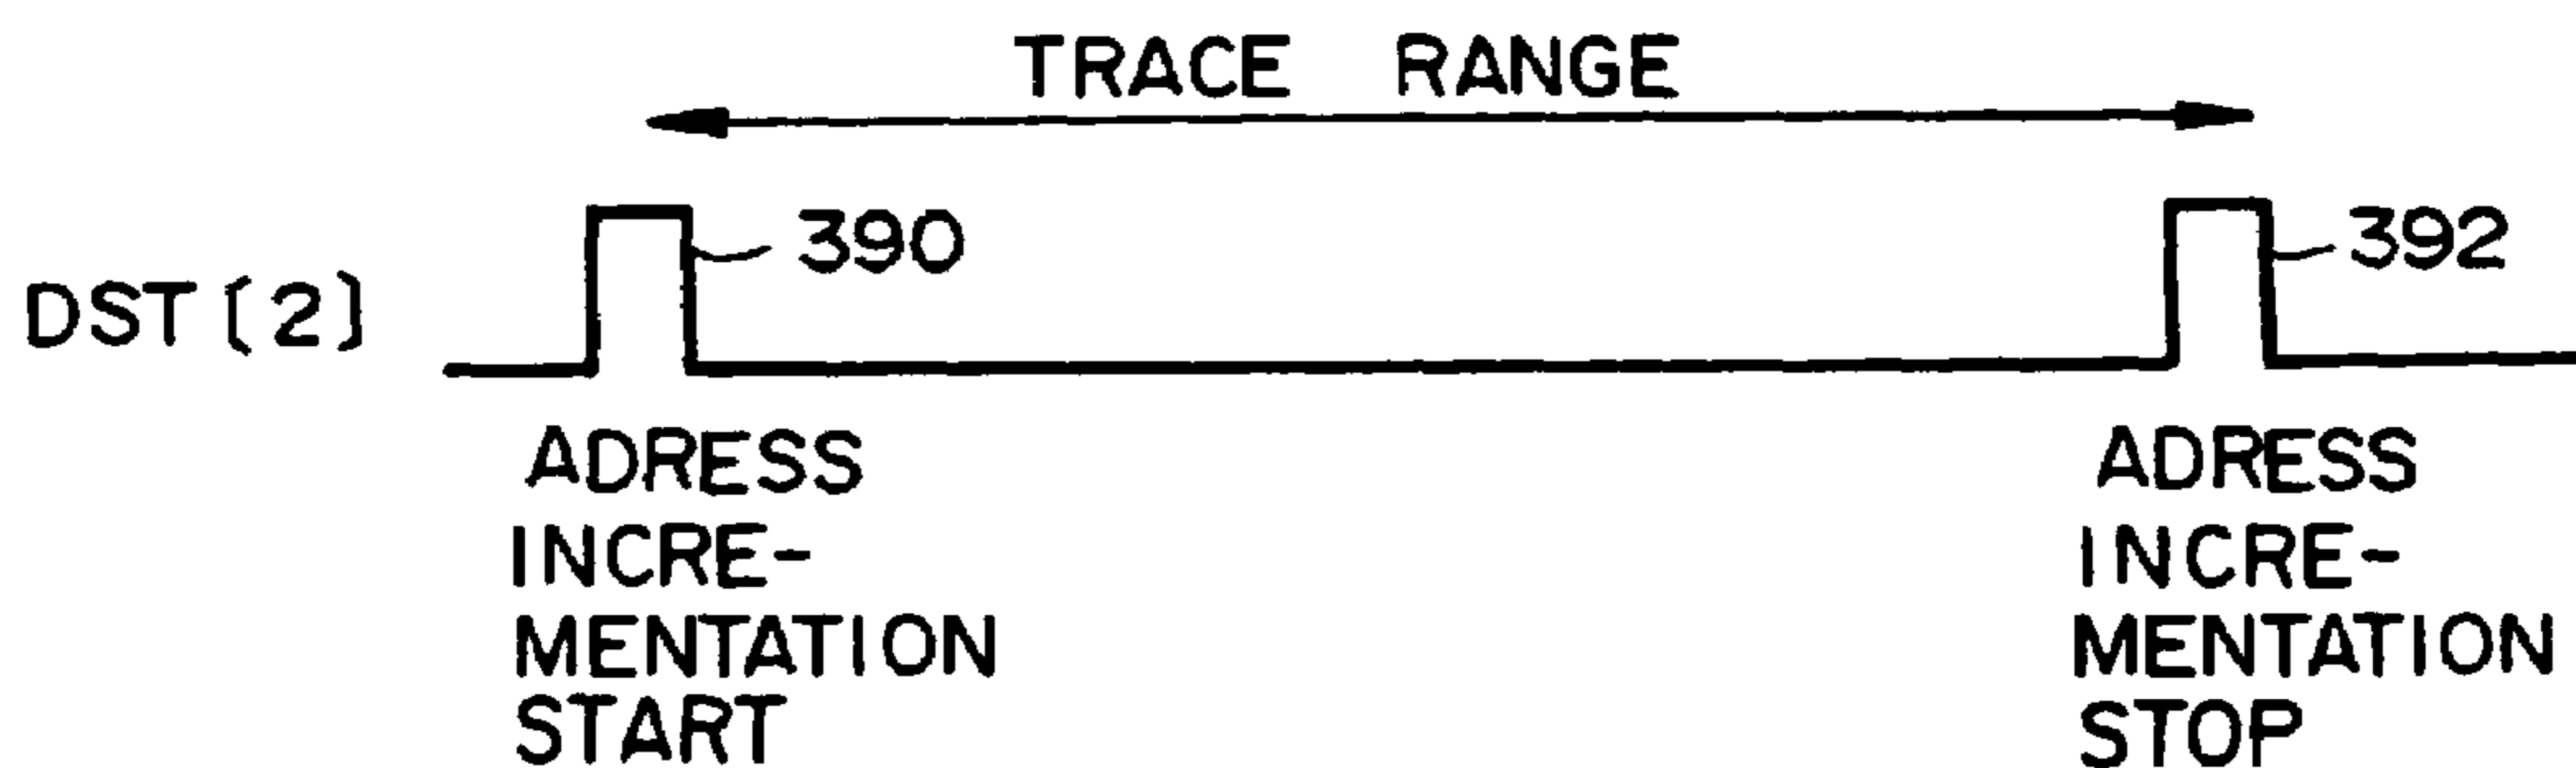 TRACE RANGE
390
392
DST [2]
ADRESS
INCRE-
MENTATION
START
ADRESS
INCRE-
MENTATION
STOP